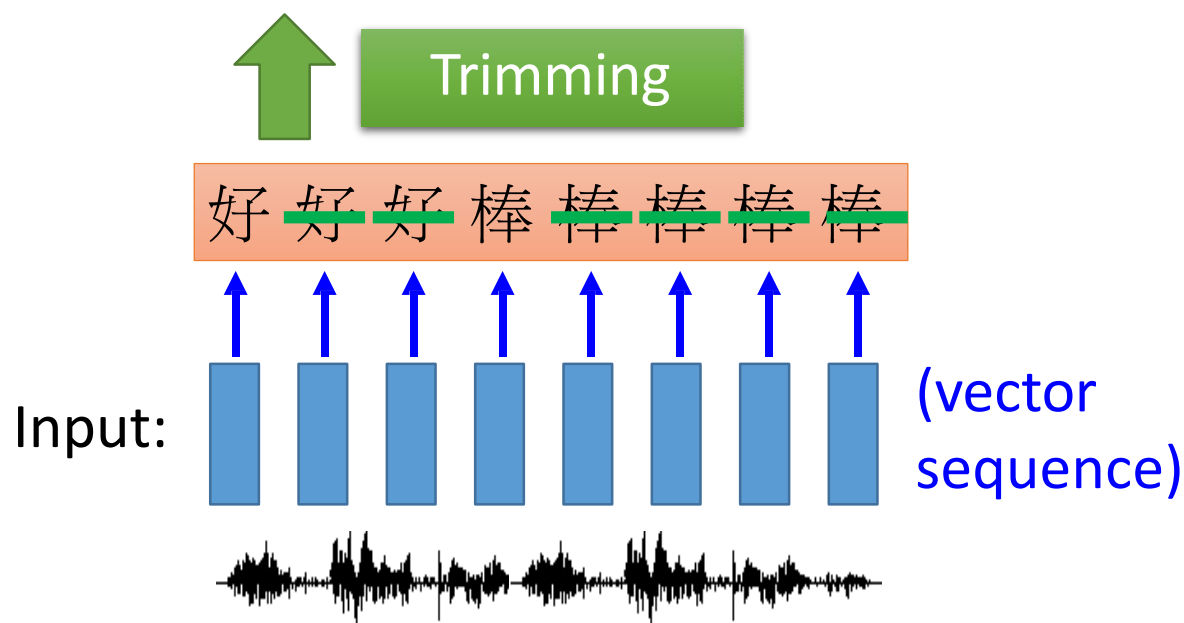 Trimming
好 好 好 棒 棒 棒 棒 棒
Input:
(vector
sequence)